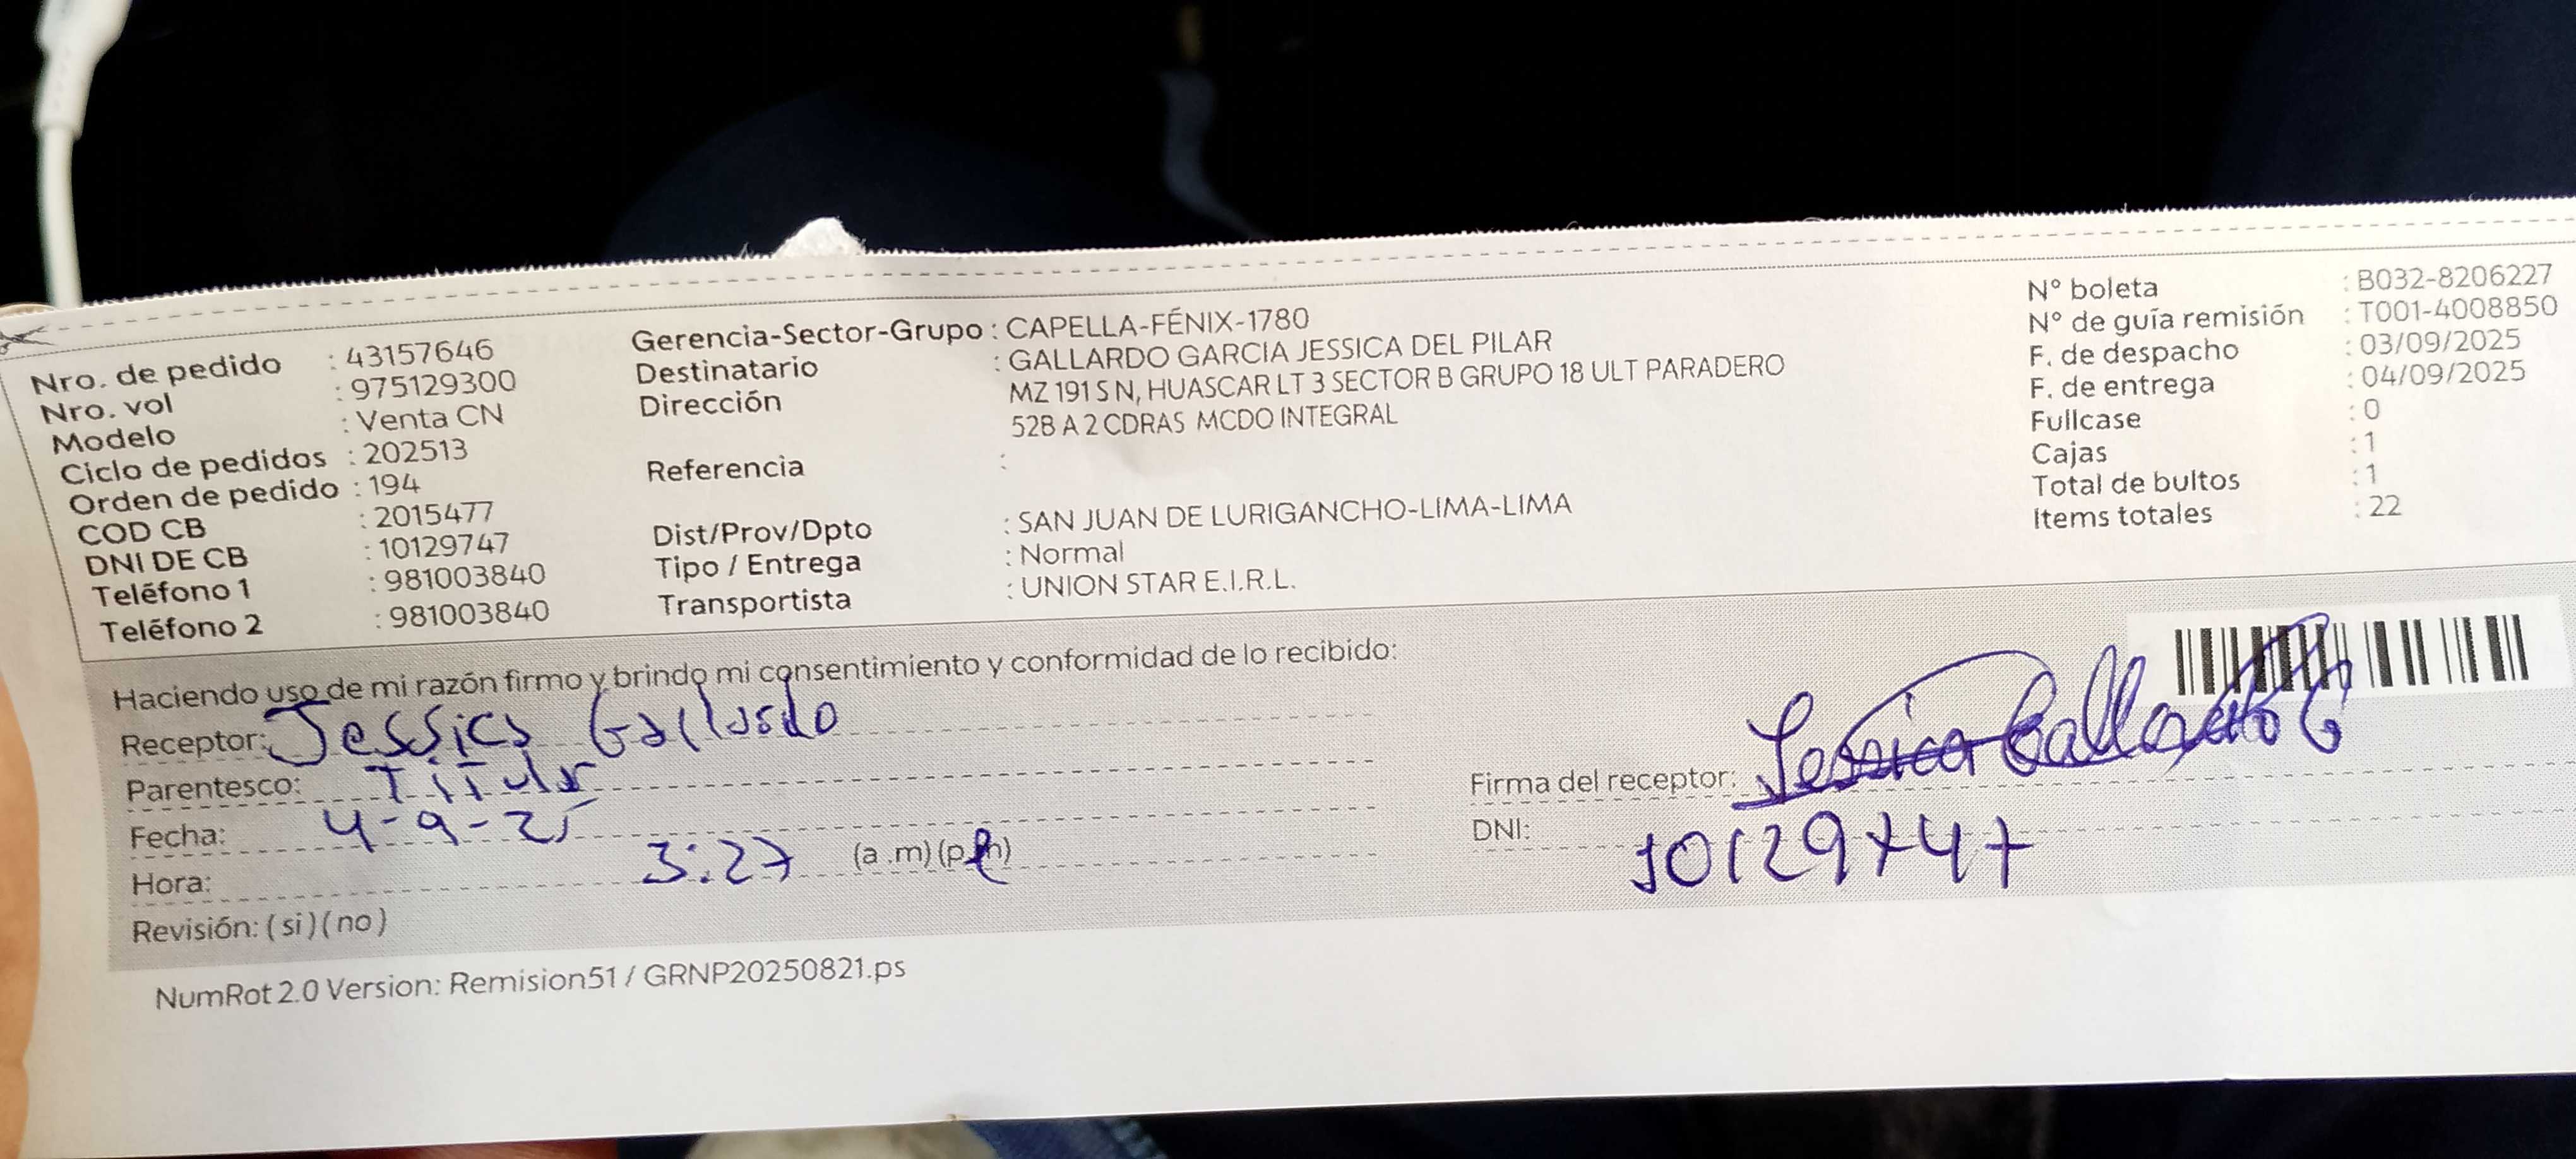 Nro. de pedido : 43157646
Nro. vol : 975129300
Modelo : Venta CN
Ciclo de pedidos : 202513
Orden de pedido : 194
COD CB : 2015477
DNI DE CB : 10129747
Teléfono 1 : 981003840
Teléfono 2 : 981003840
Gerencia-Sector-Grupo : CAPELLA-FÉNIX-1780
Destinatario : GALLARDO GARCIA JESSICA DEL PILAR
Dirección MZ 191 S N, HUASCAR LT 3 SECTOR B GRUPO 18 ULT PARADERO
52B A 2 CDRAS MCDO INTEGRAL
Referencia :
Dist/Prov/Dpto : SAN JUAN DE LURIGANCHO-LIMA-LIMA
Tipo / Entrega : Normal
Transportista : UNION STAR E.I.R.L.
N° boleta : B032-8206227
N° de guía remisión : T001-4008850
F. de despacho : 03/09/2025
F. de entrega : 04/09/2025
Fullcase : 0
Cajas : 1
Total de bultos : 1
Items totales : 22
Haciendo uso de mi razón firmo y brindo mi consentimiento y conformidad de lo recibido:
Receptor: Jessica Gallardo
Parentesco: Titular
Fecha: 4-9-25
Hora: 3:27 (a.m) (p.m)
Revisión: (si) (no)
Firma del receptor: Jessica Gallardo G
DNI: 10129747
NumRot 2.0 Version: Remision51 / GRNP20250821.ps